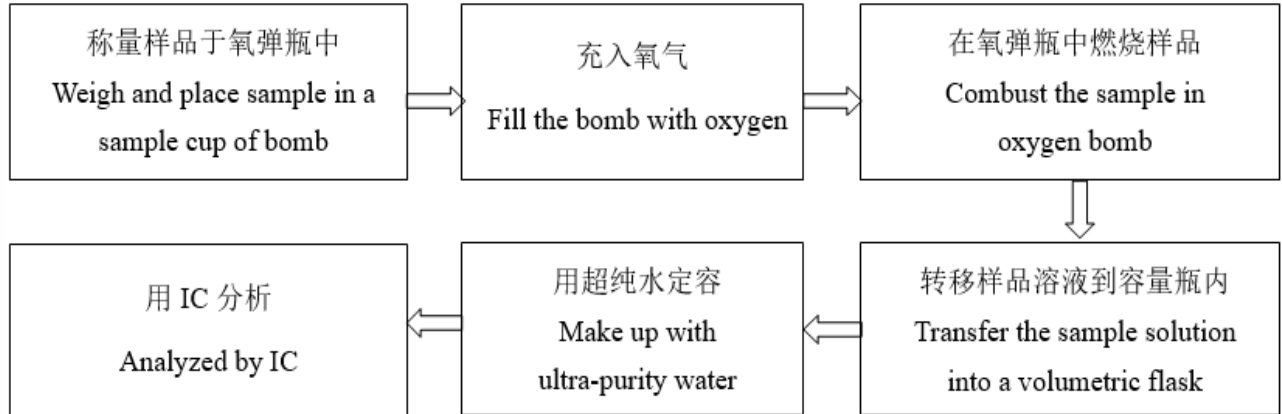 称量样品于氧弹瓶中
Weigh and place sample in a
sample cup of bomb
充入氧气
Fill the bomb with oxygen
在氧弹瓶中燃烧样品
Combust the sample in
oxygen bomb
转移样品溶液到容量瓶内
Transfer the sample solution
into a volumetric flask
用超纯水定容
Make up with
ultra-purity water
用 IC 分析
Analyzed by IC